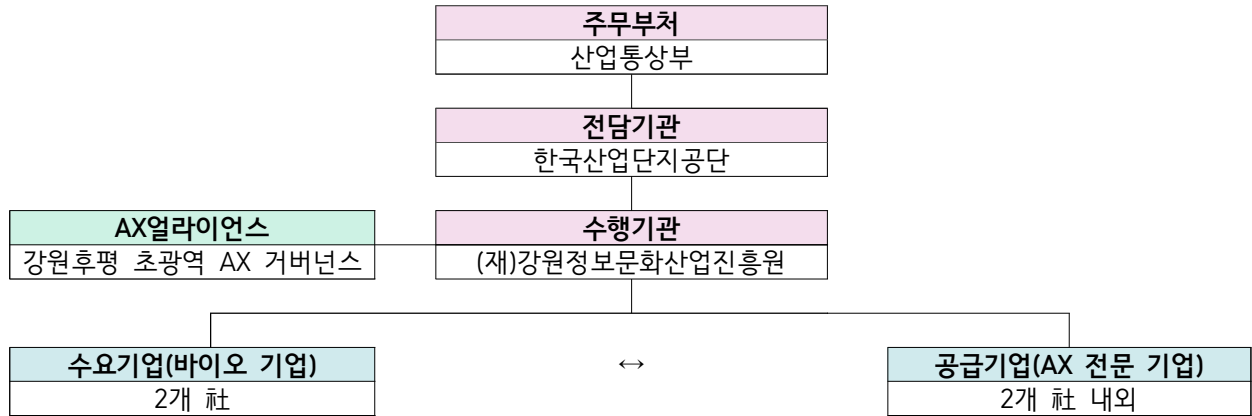 주무부처
산업통상부
전담기관
한국산업단지공단
AX얼라이언스
강원후평 초광역 AX 거버넌스
수행기관
(재)강원정보문화산업진흥원
수요기업(바이오 기업)
2개 社
↔
공급기업(AX 전문 기업)
2개 社 내외